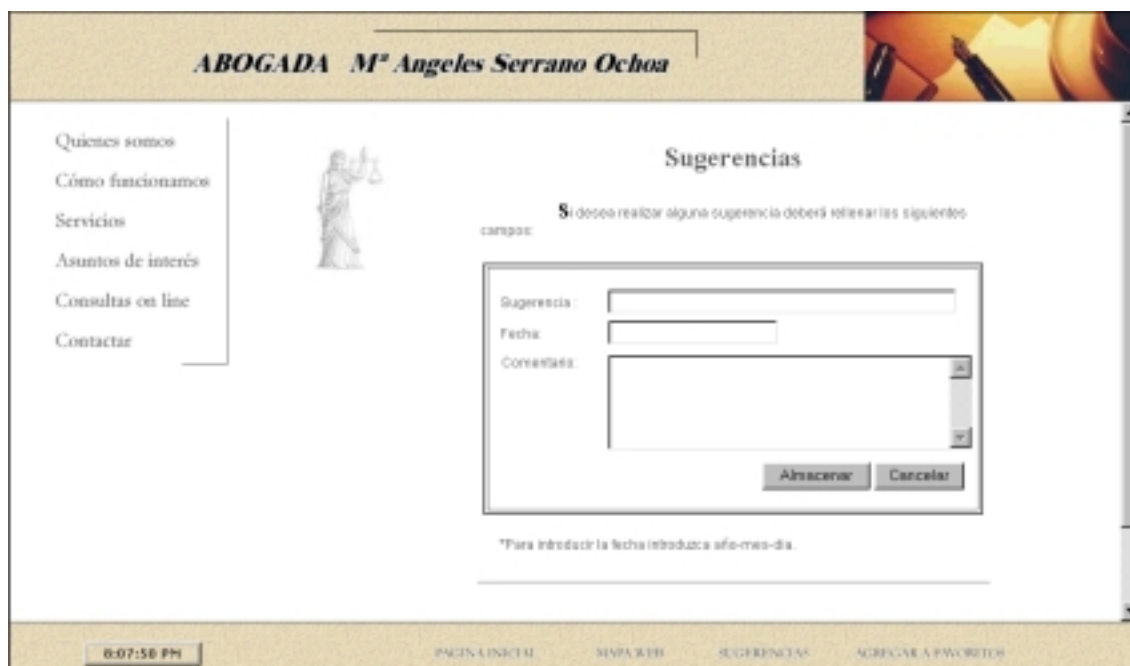 ABOGADA Mª Angeles Serrano Ochoa
Quienes somos
Cómo funcionamos
Servicios
Asuntos de interés
Consultas on line
Contactar
Sugerencias
Si desea realizar alguna sugerencia deberá rellenar los siguientes
campos:
Sugerencia :
Fecha:
Comentario:
Almacenar Cancelar
*Para introducir la fecha introduzca año-mes-dia.
8:07:50 PM PAGINA INICIAL MAPA WEB SUGERENCIAS AGREGAR A FAVORITOS